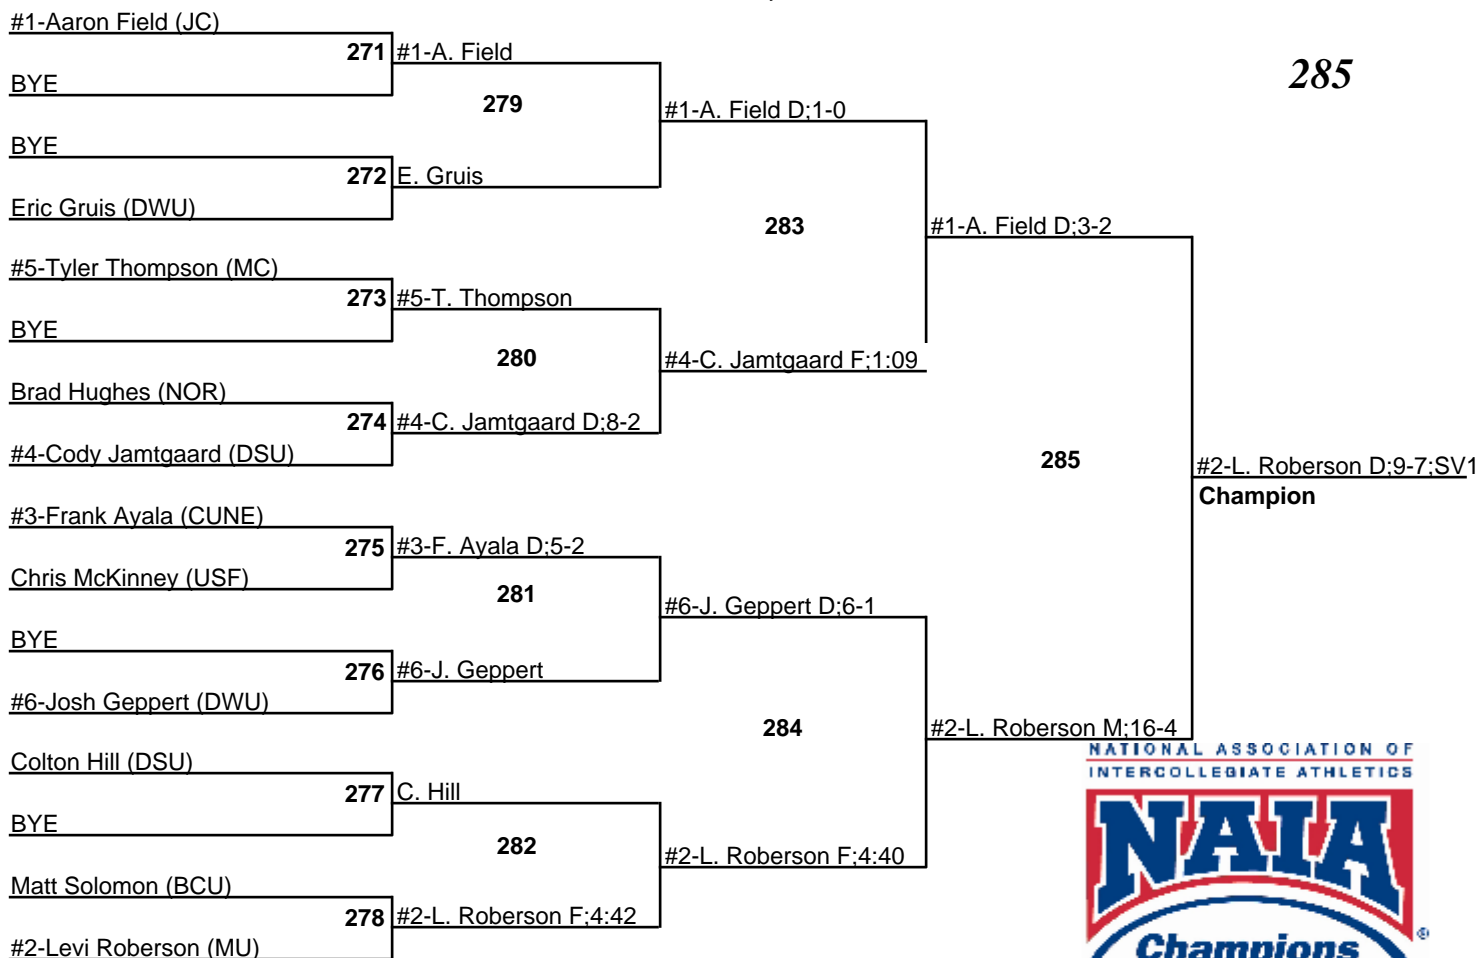 #1-Aaron Field (JC)
271 #1-A. Field
BYE
279
#1-A. Field D;1-0
BYE
272 E. Gruis
Eric Gruis (DWU)
283
#1-A. Field D;3-2
#5-Tyler Thompson (MC)
273 #5-T. Thompson
BYE
280
#4-C. Jamtgaard F;1:09
Brad Hughes (NOR)
274 #4-C. Jamtgaard D;8-2
#4-Cody Jamtgaard (DSU)
285
#2-L. Roberson D;9-7;SV1
Champion
#3-Frank Ayala (CUNE)
275 #3-F. Ayala D;5-2
Chris McKinney (USF)
281
#6-J. Geppert D;6-1
BYE
276 #6-J. Geppert
#6-Josh Geppert (DWU)
284
#2-L. Roberson M;16-4
Colton Hill (DSU)
277 C. Hill
BYE
282
#2-L. Roberson F;4:40
Matt Solomon (BCU)
278 #2-L. Roberson F;4:42
#2-Levi Roberson (MU)
285
NATIONAL ASSOCIATION OF
INTERCOLLEGIATE ATHLETICS
NAIA
®
Champions